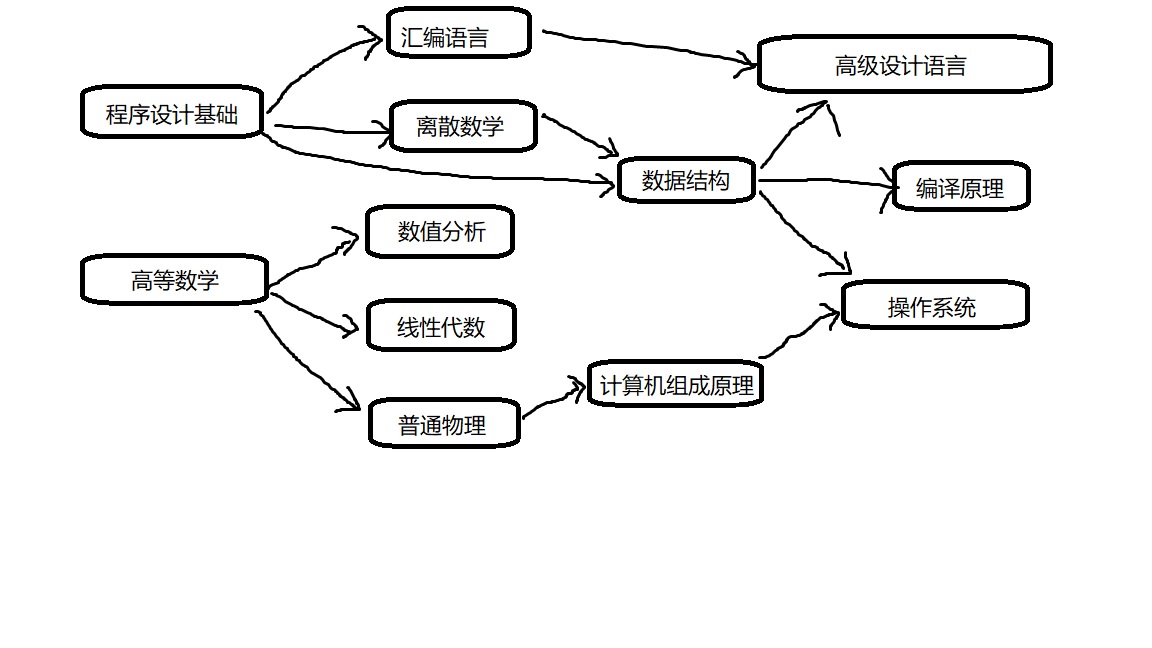 汇编语言
高级设计语言
程序设计基础
离散数学
数据结构
编译原理
数值分析
高等数学
操作系统
线性代数
计算机组成原理
普通物理